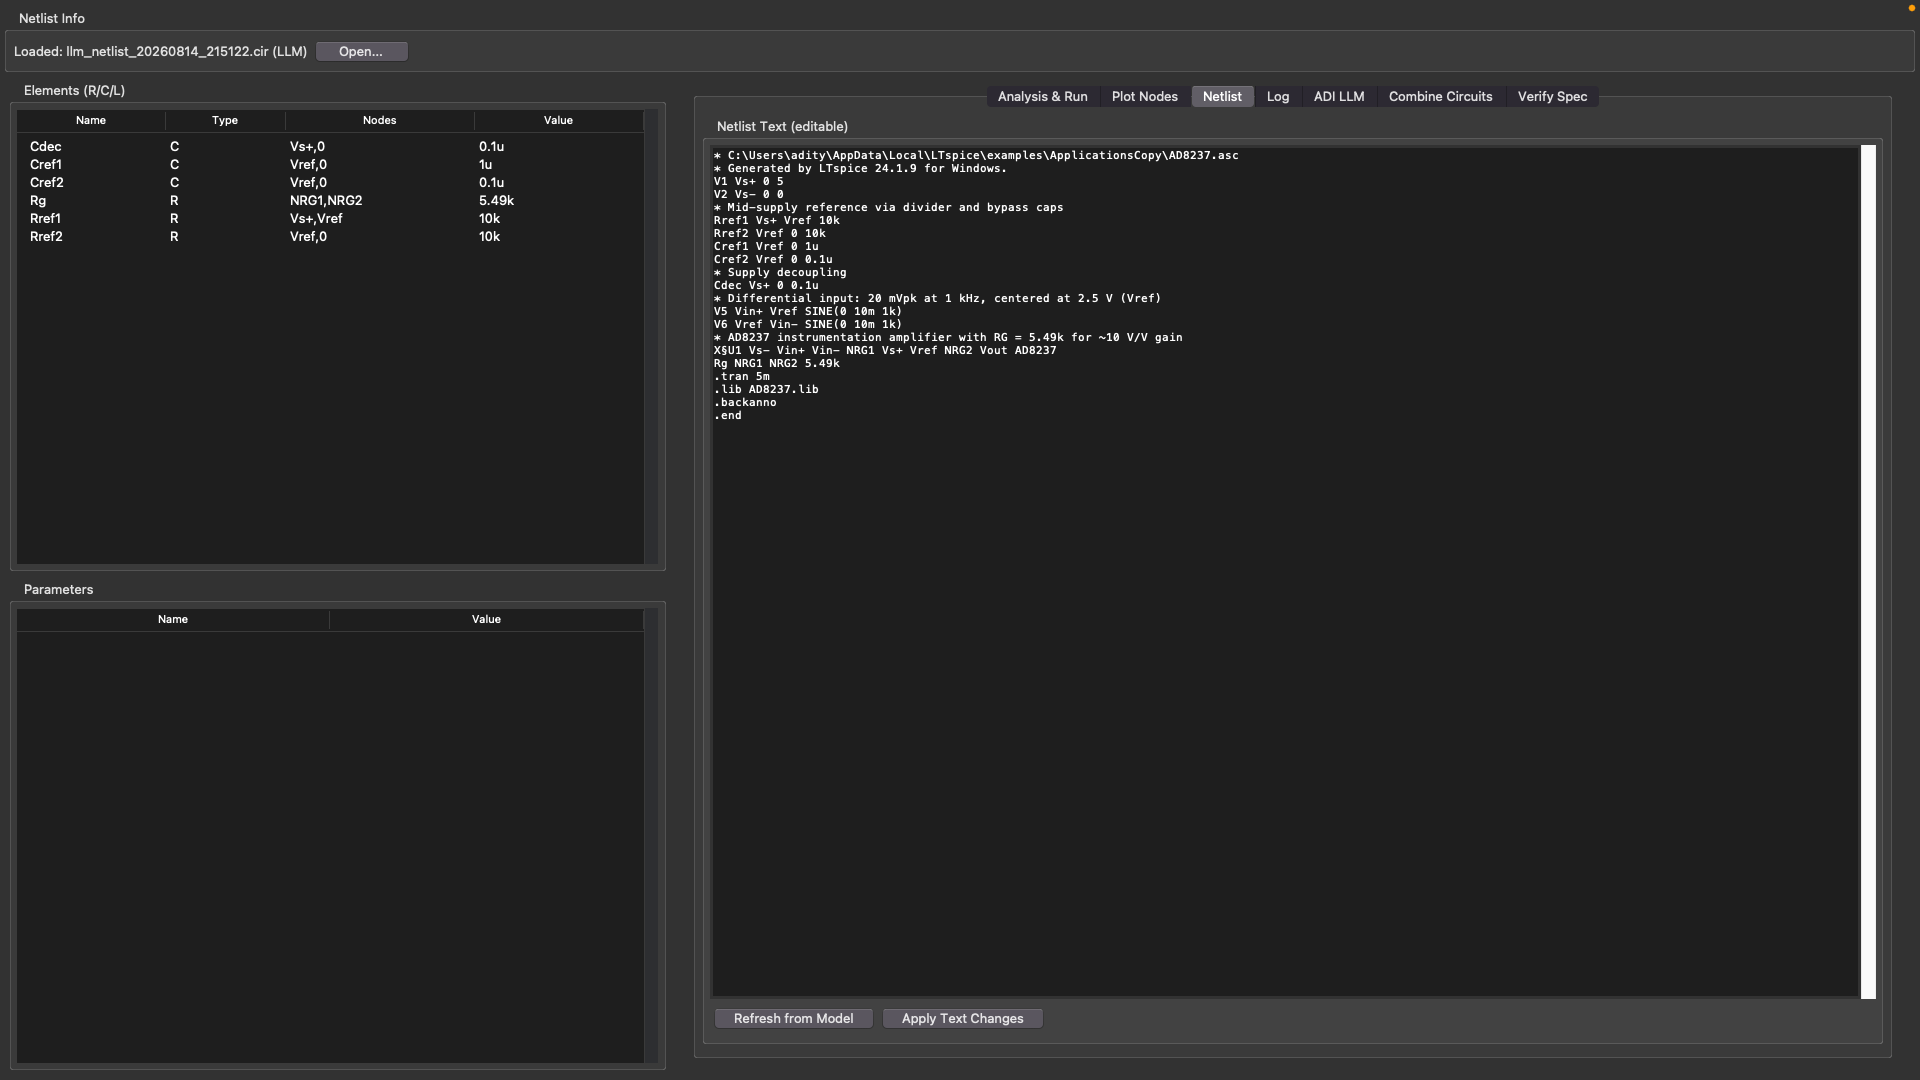 Netlist Info
Loaded: llm_netlist_20260814_215122.cir (LLM) Open...
Elements (R/C/L)
Name Type Nodes Value
Cdec C Vs+,0 0.1u
Cref1 C Vref,0 1u
Cref2 C Vref,0 0.1u
Rg R NRG1,NRG2 5.49k
Rref1 R Vs+,Vref 10k
Rref2 R Vref,0 10k
Parameters
Name Value
Analysis & Run Plot Nodes Netlist Log ADI LLM Combine Circuits Verify Spec
Netlist Text (editable)
* C:\Users\adity\AppData\Local\LTspice\examples\ApplicationsCopy\AD8237.asc
* Generated by LTspice 24.1.9 for Windows.
V1 Vs+ 0 5
V2 Vs- 0 0
* Mid-supply reference via divider and bypass caps
Rref1 Vs+ Vref 10k
Rref2 Vref 0 10k
Cref1 Vref 0 1u
Cref2 Vref 0 0.1u
* Supply decoupling
Cdec Vs+ 0 0.1u
* Differential input: 20 mVpk at 1 kHz, centered at 2.5 V (Vref)
V5 Vin+ Vref SINE(0 10m 1k)
V6 Vref Vin- SINE(0 10m 1k)
* AD8237 instrumentation amplifier with RG = 5.49k for ~10 V/V gain
X§U1 Vs- Vin+ Vin- NRG1 Vs+ Vref NRG2 Vout AD8237
Rg NRG1 NRG2 5.49k
.tran 5m
.lib AD8237.lib
.backanno
.end
Refresh from Model Apply Text Changes